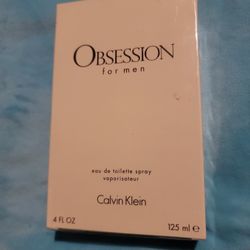 OBSESSION
for men
eau de toilette spray
vaporisateur
Calvin Klein
4 FL OZ 125 ml e